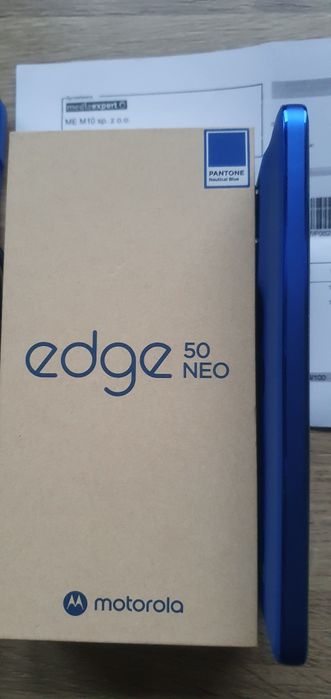 mediaexpert
ME M10 sp. z o.o.
PANTONE
Nautical Blue
edge 50
NEO
motorola